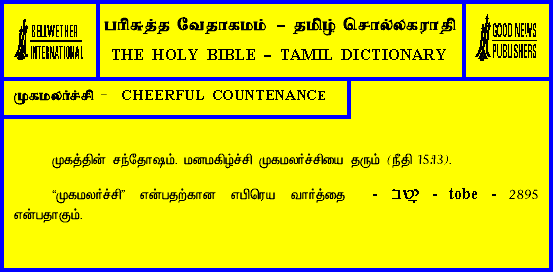 BELLWETHER INTERNATIONAL
பரிசுத்த வேதாகமம் – தமிழ் சொல்லகராதி
THE HOLY BIBLE – TAMIL DICTIONARY
GOOD NEWS PUBLISHERS
முகமலர்ச்சி – CHEERFUL COUNTENANCE
முகத்தின் சந்தோஷம். மனமகிழ்ச்சி முகமலர்ச்சியை தரும் (நீதி 15:13).
“முகமலர்ச்சி” என்பதற்கான எபிரெய வார்த்தை - - tobe - 2895
என்பதாகும்.